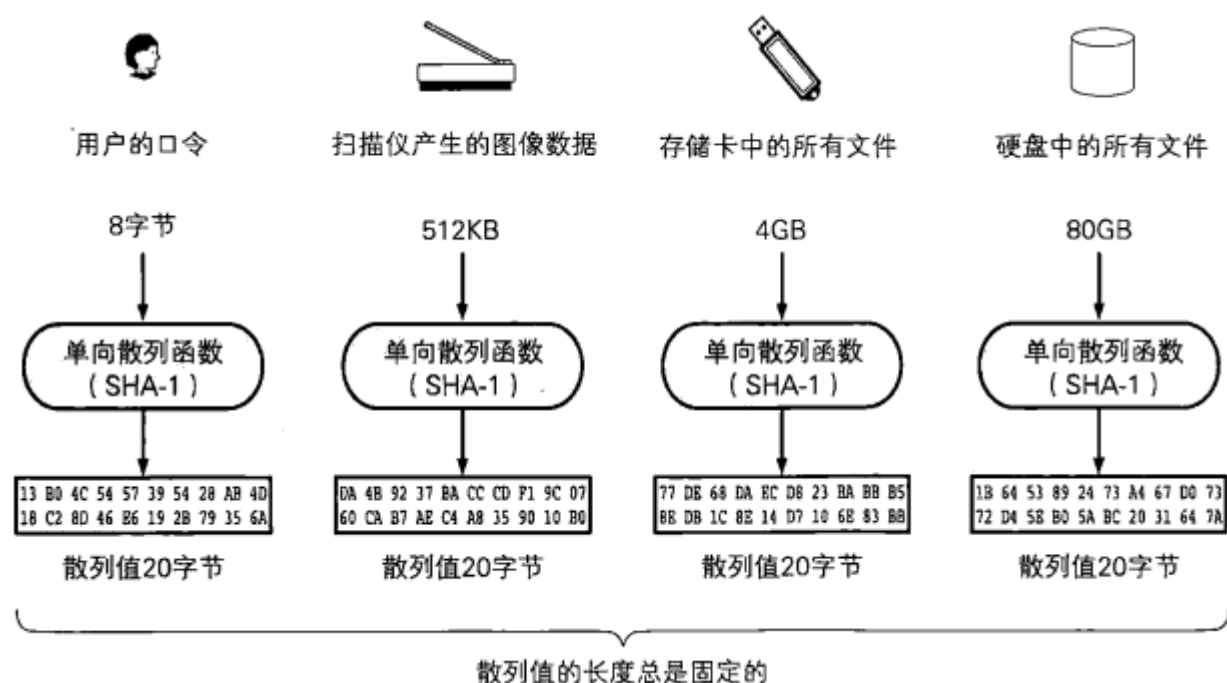 用户的口令
扫描仪产生的图像数据
存储卡中的所有文件
硬盘中的所有文件
8字节
512KB
4GB
80GB
单向散列函数
(SHA-1)
单向散列函数
(SHA-1)
单向散列函数
(SHA-1)
单向散列函数
(SHA-1)
13 B0 4C 54 57 39 54 28 AB 4D
18 C2 8D 46 E6 19 2B 79 35 6A
DA 4B 92 37 BA CC CD F1 9C 07
60 CA B7 AE C4 A8 35 90 10 B0
77 DE 68 DA EC D8 23 BA BB B5
8E DB 1C 8E 14 D7 10 6E 83 BB
1B 64 53 89 24 73 A4 67 D0 73
72 D4 5E B0 5A BC 20 31 64 7A
散列值20字节
散列值20字节
散列值20字节
散列值20字节
散列值的长度总是固定的